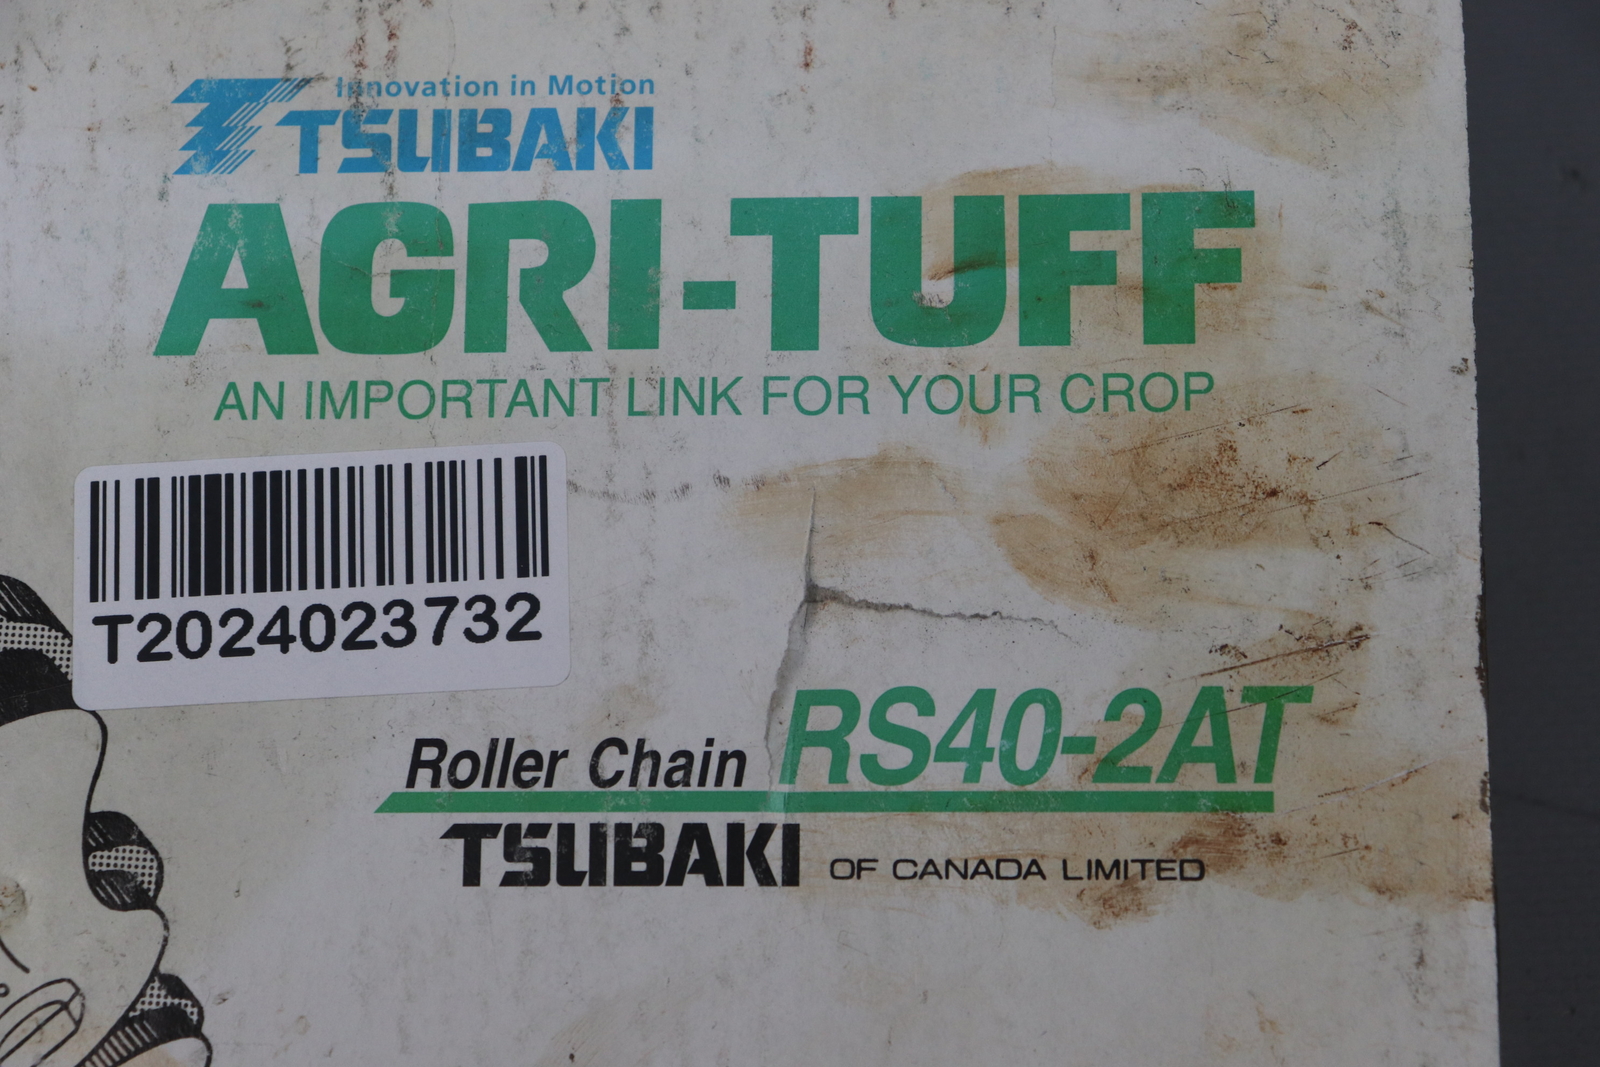 Innovation in Motion
TSUBAKI
AGRI-TUFF
AN IMPORTANT LINK FOR YOUR CROP
T2024023732
Roller Chain RS40-2AT
TSUBAKI OF CANADA LIMITED